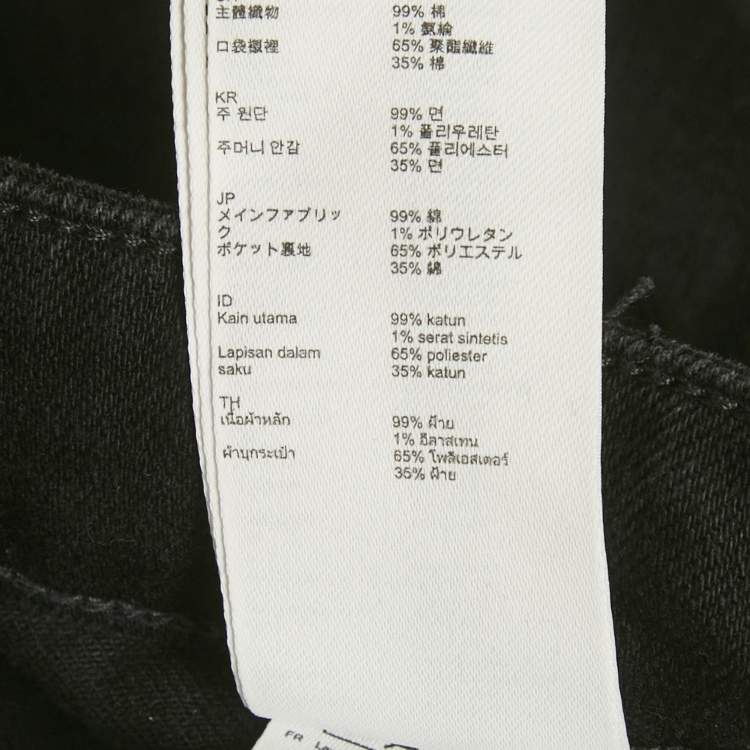 主體織物 99% 棉
1% 氨綸
口袋襯裡 65% 聚酯纖維
35% 棉
KR
주 원단 99% 면
1% 폴리우레탄
주머니 안감 65% 폴리에스터
35% 면
JP
メインファブリッ 99% 綿
ク 1% ポリウレタン
ポケット裏地 65% ポリエステル
35% 綿
ID
Kain utama 99% katun
1% serat sintetis
Lapisan dalam 65% poliester
saku 35% katun
TH
เนื้อผ้าหลัก 99% ฝ้าย
1% อีลาสเทน
ผ้าบุกระเป๋า 65% โพลีเอสเตอร์
35% ฝ้าย
FR